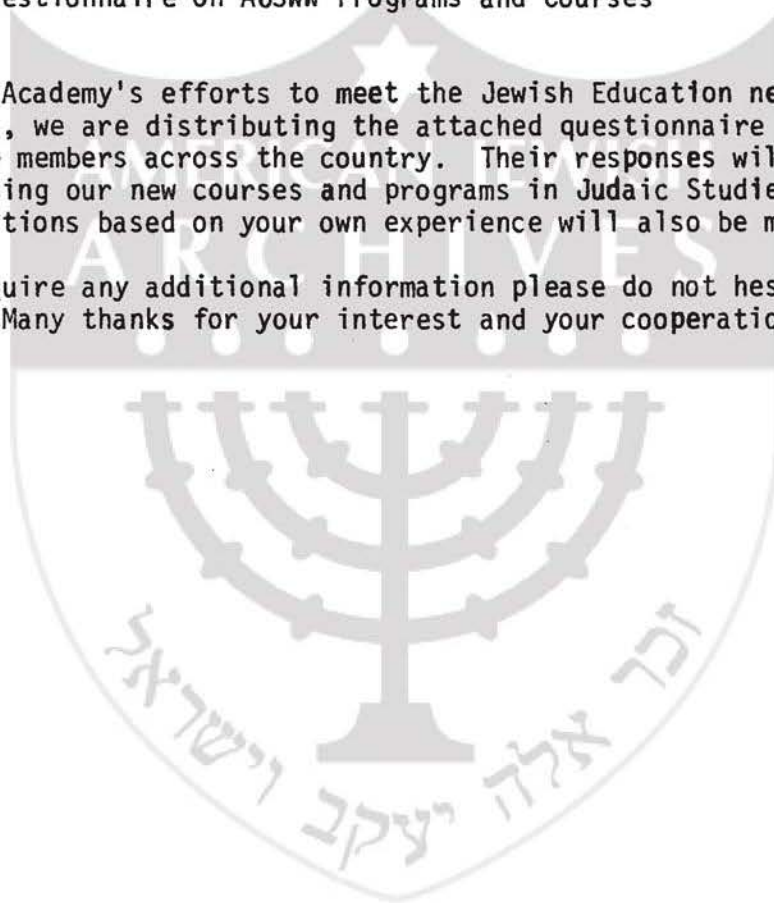 estionnaire on AJSWW Programs and Courses
Academy's efforts to meet the Jewish Education ne
, we are distributing the attached questionnaire
members across the country. Their responses wil
ing our new courses and programs in Judaic Studie
tions based on your own experience will also be m
uire any additional information please do not hes
Many thanks for your interest and your cooperatio
AMERICAN JEWISH
ARCHIVES
זכר אלה יעקב וישראל